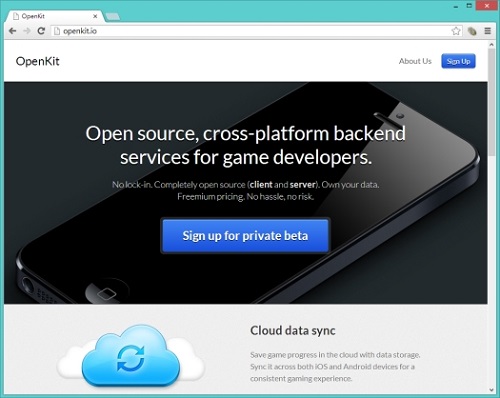 OpenKit
openkit.io
OpenKit
About Us
Sign Up
Open source, cross-platform backend
services for game developers.
No lock-in. Completely open source (client and server). Own your data.
Freemium pricing. No hassle, no risk.
Sign up for private beta
Cloud data sync
Save game progress in the cloud with data storage.
Sync it across both iOS and Android devices for a
consistent gaming experience.